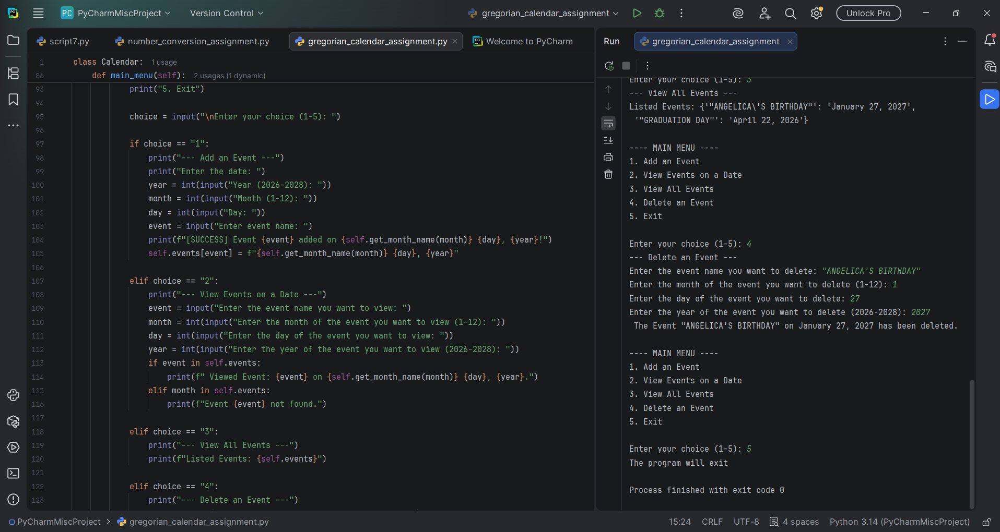 PC PyCharmMiscProject Version Control gregorian_calendar_assignment Unlock Pro
script7.py number_conversion_assignment.py gregorian_calendar_assignment.py Welcome to PyCharm
1 class Calendar: 1 usage
86 def main_menu(self): 2 usages (1 dynamic)
93 print("5. Exit")
94
95 choice = input("\nEnter your choice (1-5): ")
96
97 if choice == "1":
98 print("--- Add an Event ---")
99 print("Enter the date: ")
100 year = int(input("Year (2026-2028): "))
101 month = int(input("Month (1-12): "))
102 day = int(input("Day: "))
103 event = input("Enter event name: ")
104 print(f"[SUCCESS] Event {event} added on {self.get_month_name(month)} {day}, {year}!")
105 self.events[event] = f"{self.get_month_name(month)} {day}, {year}"
106
107 elif choice == "2":
108 print("--- View Events on a Date ---")
109 event = input("Enter the event name you want to view: ")
110 month = int(input("Enter the month of the event you want to view (1-12): "))
111 day = int(input("Enter the day of the event you want to view: "))
112 year = int(input("Enter the year of the event you want to view (2026-2028): "))
113 if event in self.events:
114 print(f" Viewed Event: {event} on {self.get_month_name(month)} {day}, {year}.")
115 elif month in self.events:
116 print(f"Event {event} not found.")
117
118 elif choice == "3":
119 print("--- View All Events ---")
120 print(f"Listed Events: {self.events}")
121
122 elif choice == "4":
123 print("--- Delete an Event ---")
Run gregorian_calendar_assignment
Enter your choice (1-5): 3
--- View All Events ---
Listed Events: {'"ANGELICA\'S BIRTHDAY"': 'January 27, 2027',
'"GRADUATION DAY"': 'April 22, 2026'}
---- MAIN MENU ----
1. Add an Event
2. View Events on a Date
3. View All Events
4. Delete an Event
5. Exit
Enter your choice (1-5): 4
--- Delete an Event ---
Enter the event name you want to delete: "ANGELICA'S BIRTHDAY"
Enter the month of the event you want to delete (1-12): 1
Enter the day of the event you want to delete: 27
Enter the year of the event you want to delete (2026-2028): 2027
The Event "ANGELICA'S BIRTHDAY" on January 27, 2027 has been deleted.
---- MAIN MENU ----
1. Add an Event
2. View Events on a Date
3. View All Events
4. Delete an Event
5. Exit
Enter your choice (1-5): 5
The program will exit
Process finished with exit code 0
PyCharmMiscProject > gregorian_calendar_assignment.py 15:24 CRLF UTF-8 4 spaces Python 3.14 (PyCharmMiscProject)